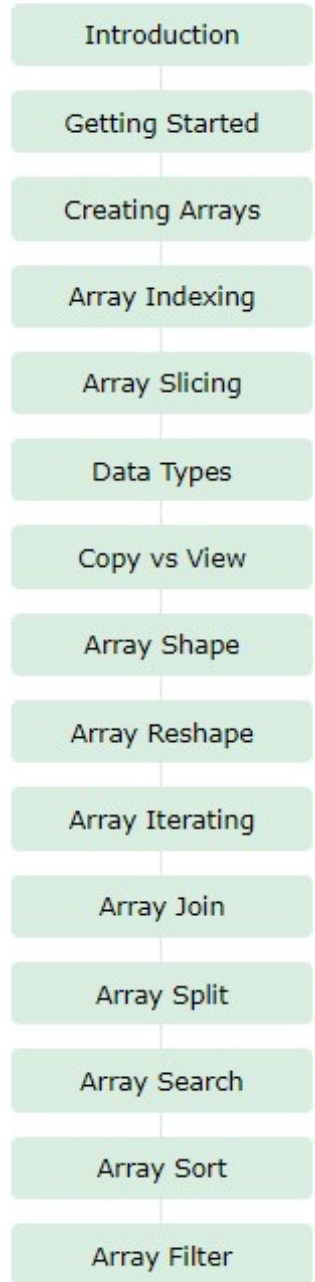 Introduction
Getting Started
Creating Arrays
Array Indexing
Array Slicing
Data Types
Copy vs View
Array Shape
Array Reshape
Array Iterating
Array Join
Array Split
Array Search
Array Sort
Array Filter